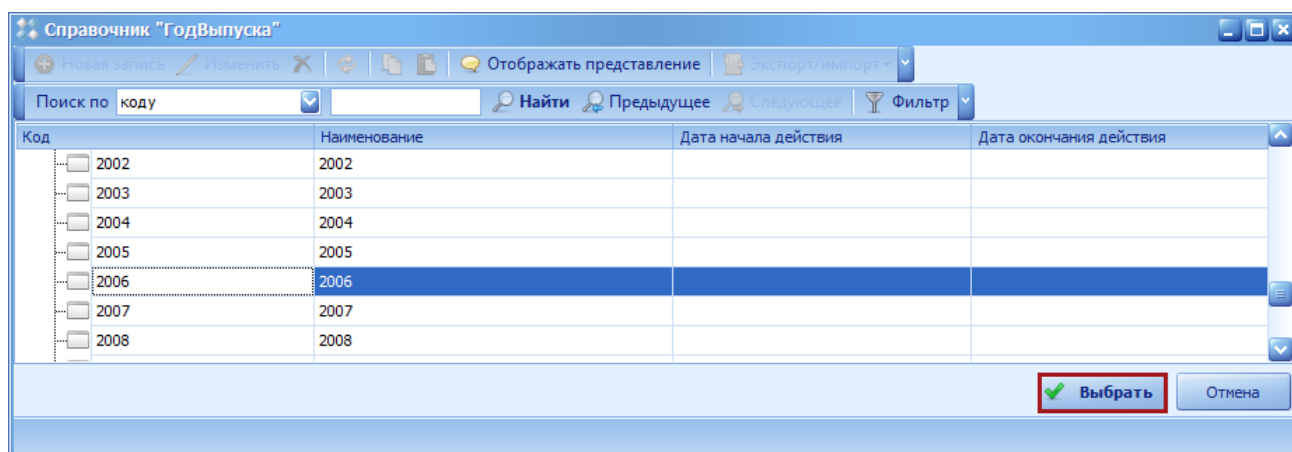 Справочник "ГодВыпуска"
Новая запись Изменить Отображать представление Экспорт/импорт
Поиск по коду Найти Предыдущее Следующее Фильтр
Код Наименование Дата начала действия Дата окончания действия
2002 2002
2003 2003
2004 2004
2005 2005
2006 2006
2007 2007
2008 2008
Выбрать Отмена